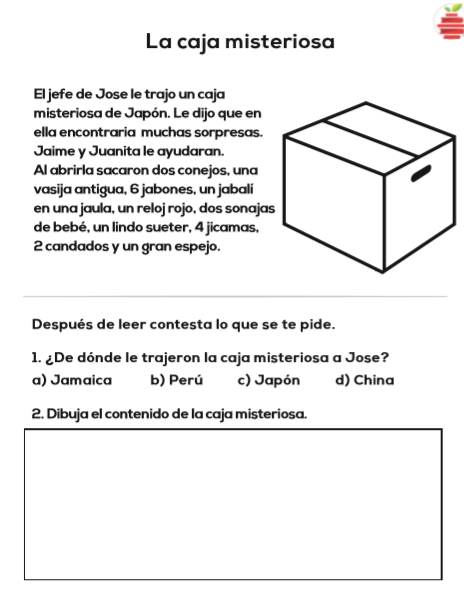 La caja misteriosa
El jefe de Jose le trajo un caja
misteriosa de Japón. Le dijo que en
ella encontraria muchas sorpresas.
Jaime y Juanita le ayudaran.
Al abrirla sacaron dos conejos, una
vasija antigua, 6 jabones, un jabalí
en una jaula, un reloj rojo, dos sonajas
de bebé, un lindo sueter, 4 jicamas,
2 candados y un gran espejo.
Después de leer contesta lo que se te pide.
1. ¿De dónde le trajeron la caja misteriosa a Jose?
a) Jamaica b) Perú c) Japón d) China
2. Dibuja el contenido de la caja misteriosa.